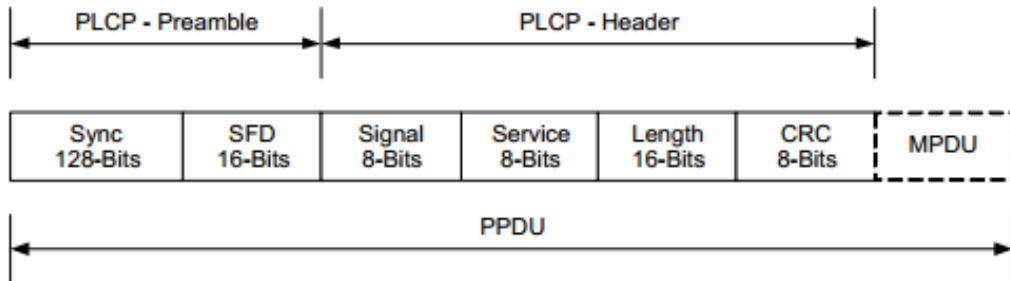 PLCP - Preamble
PLCP - Header
Sync
128-Bits
SFD
16-Bits
Signal
8-Bits
Service
8-Bits
Length
16-Bits
CRC
8-Bits
MPDU
PPDU